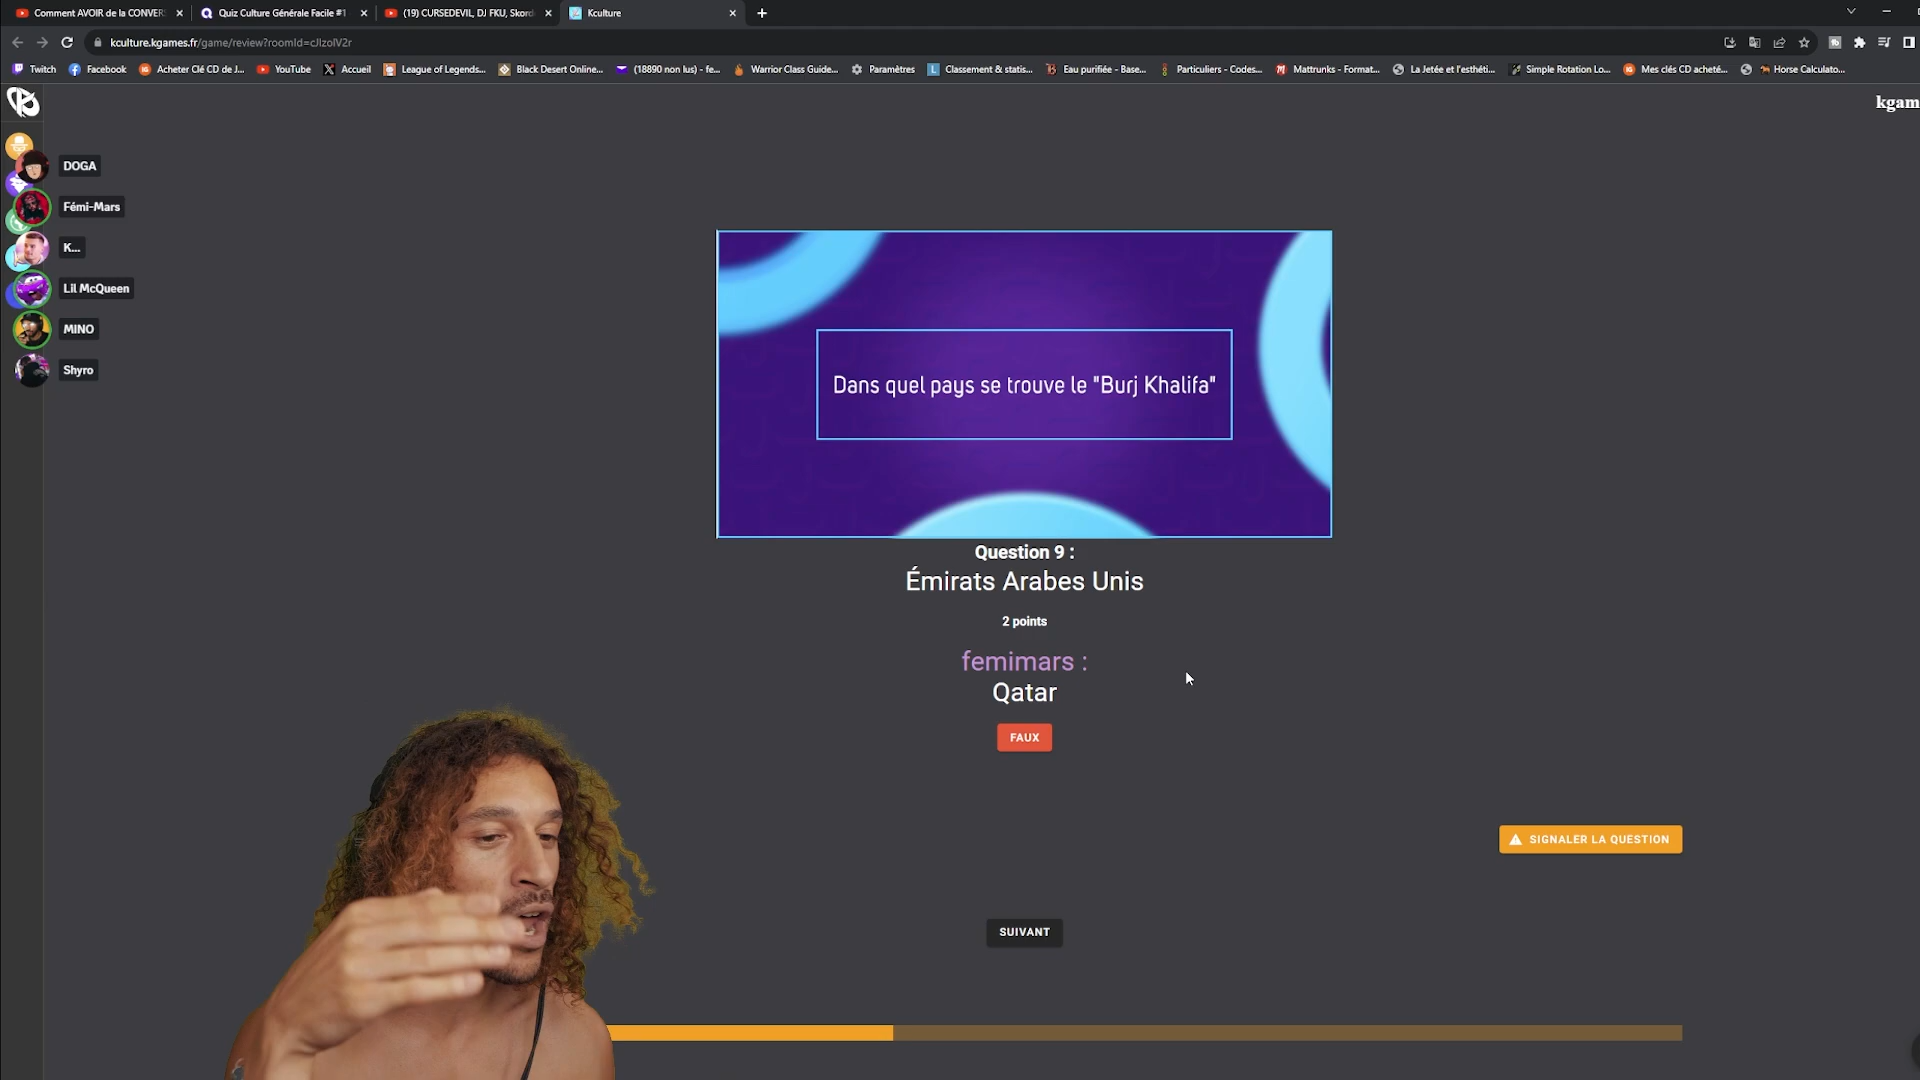 Comment AVOIR de la CONVER
Quiz Culture Générale Facile #1
(19) CURSEDEVIL, DJ FKU, Skord
Kculture
kculture.kgames.fr/game/review?roomId=cJlzolV2r
Twitch
Facebook
Acheter Clé CD de J...
YouTube
Accueil
League of Legends...
Black Desert Online...
(18890 non lus) - fe...
Warrior Class Guide...
Paramètres
Classement & statis...
Eau purifiée - Base...
Particuliers - Codes...
Mattrunks - Format...
La Jetée et l'esthéti...
Simple Rotation Lo...
Mes clés CD acheté...
Horse Calculato...
kgam
DOGA
Fémi-Mars
K...
Lil McQueen
MINO
Shyro
Dans quel pays se trouve le "Burj Khalifa"
Question 9 :
Émirats Arabes Unis
2 points
femimars :
Qatar
FAUX
SIGNALER LA QUESTION
SUIVANT